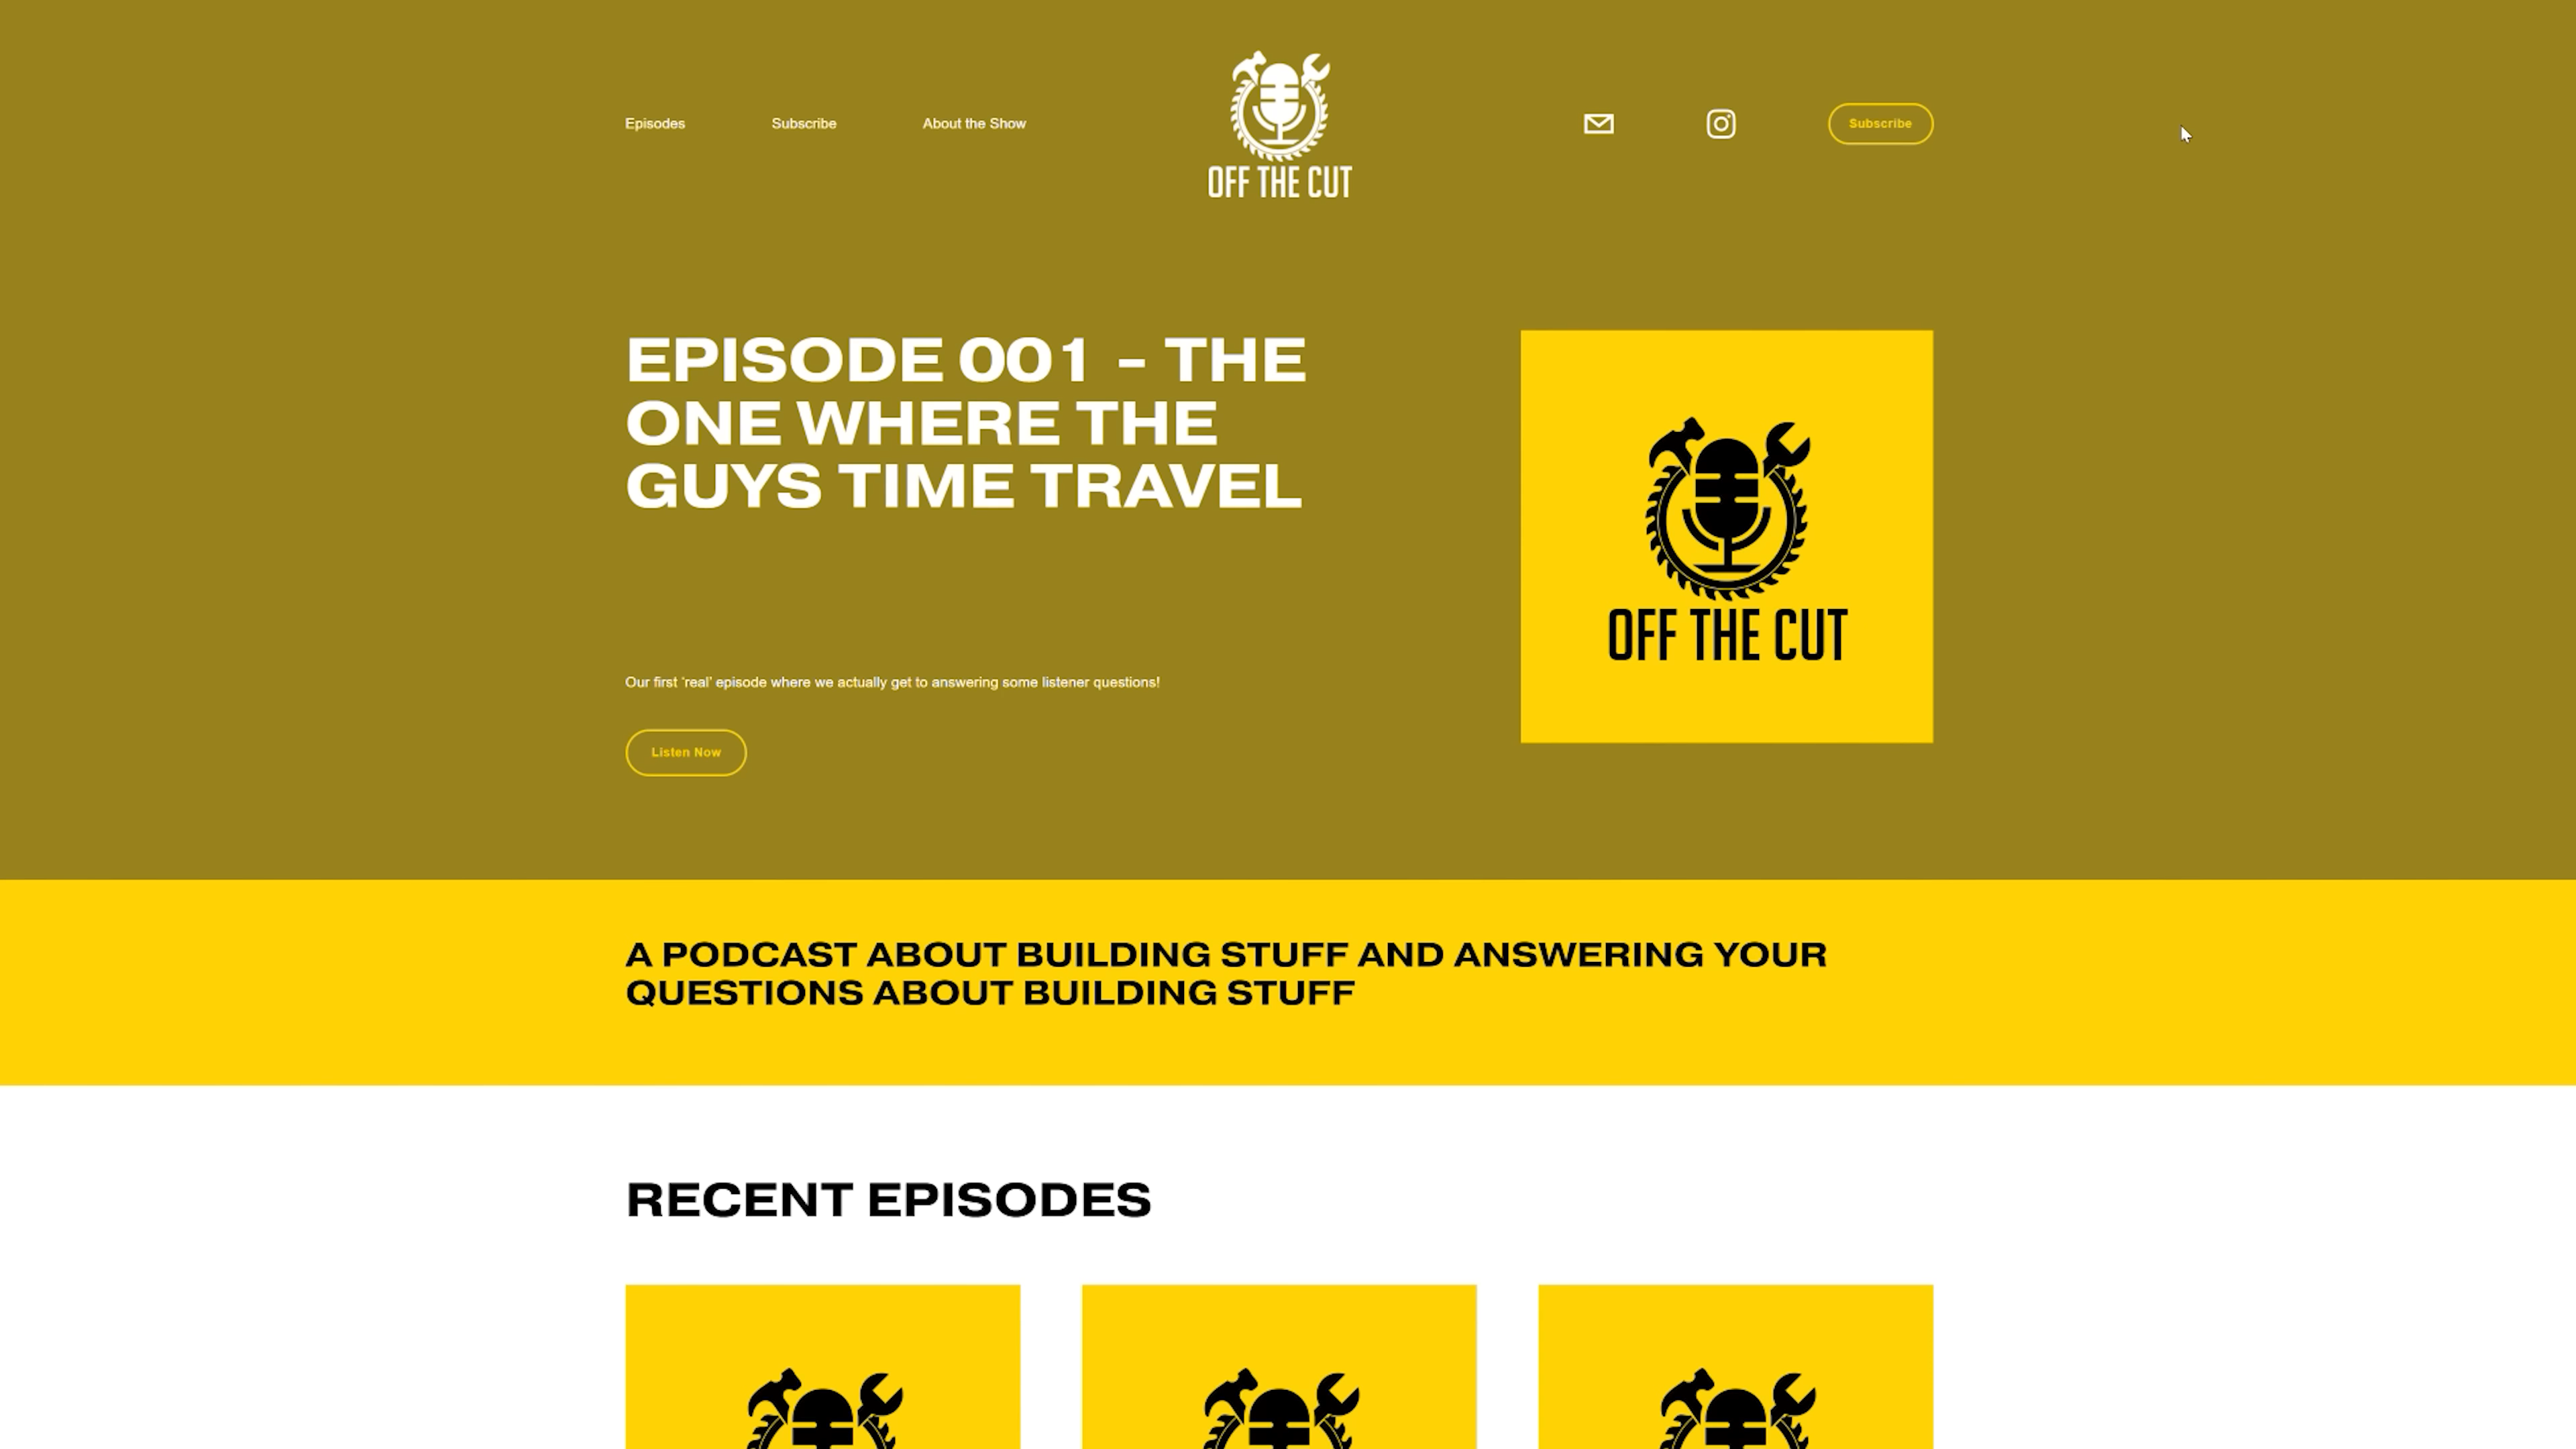 Episodes
Subscribe
About the Show
OFF THE CUT
Subscribe
EPISODE 001 - THE
ONE WHERE THE
GUYS TIME TRAVEL
Our first ‘real’ episode where we actually get to answering some listener questions!
Listen Now
OFF THE CUT
A PODCAST ABOUT BUILDING STUFF AND ANSWERING YOUR
QUESTIONS ABOUT BUILDING STUFF
RECENT EPISODES